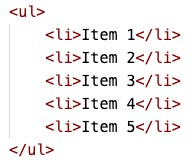 <ul>
    <li>Item 1</li>
    <li>Item 2</li>
    <li>Item 3</li>
    <li>Item 4</li>
    <li>Item 5</li>
</ul>